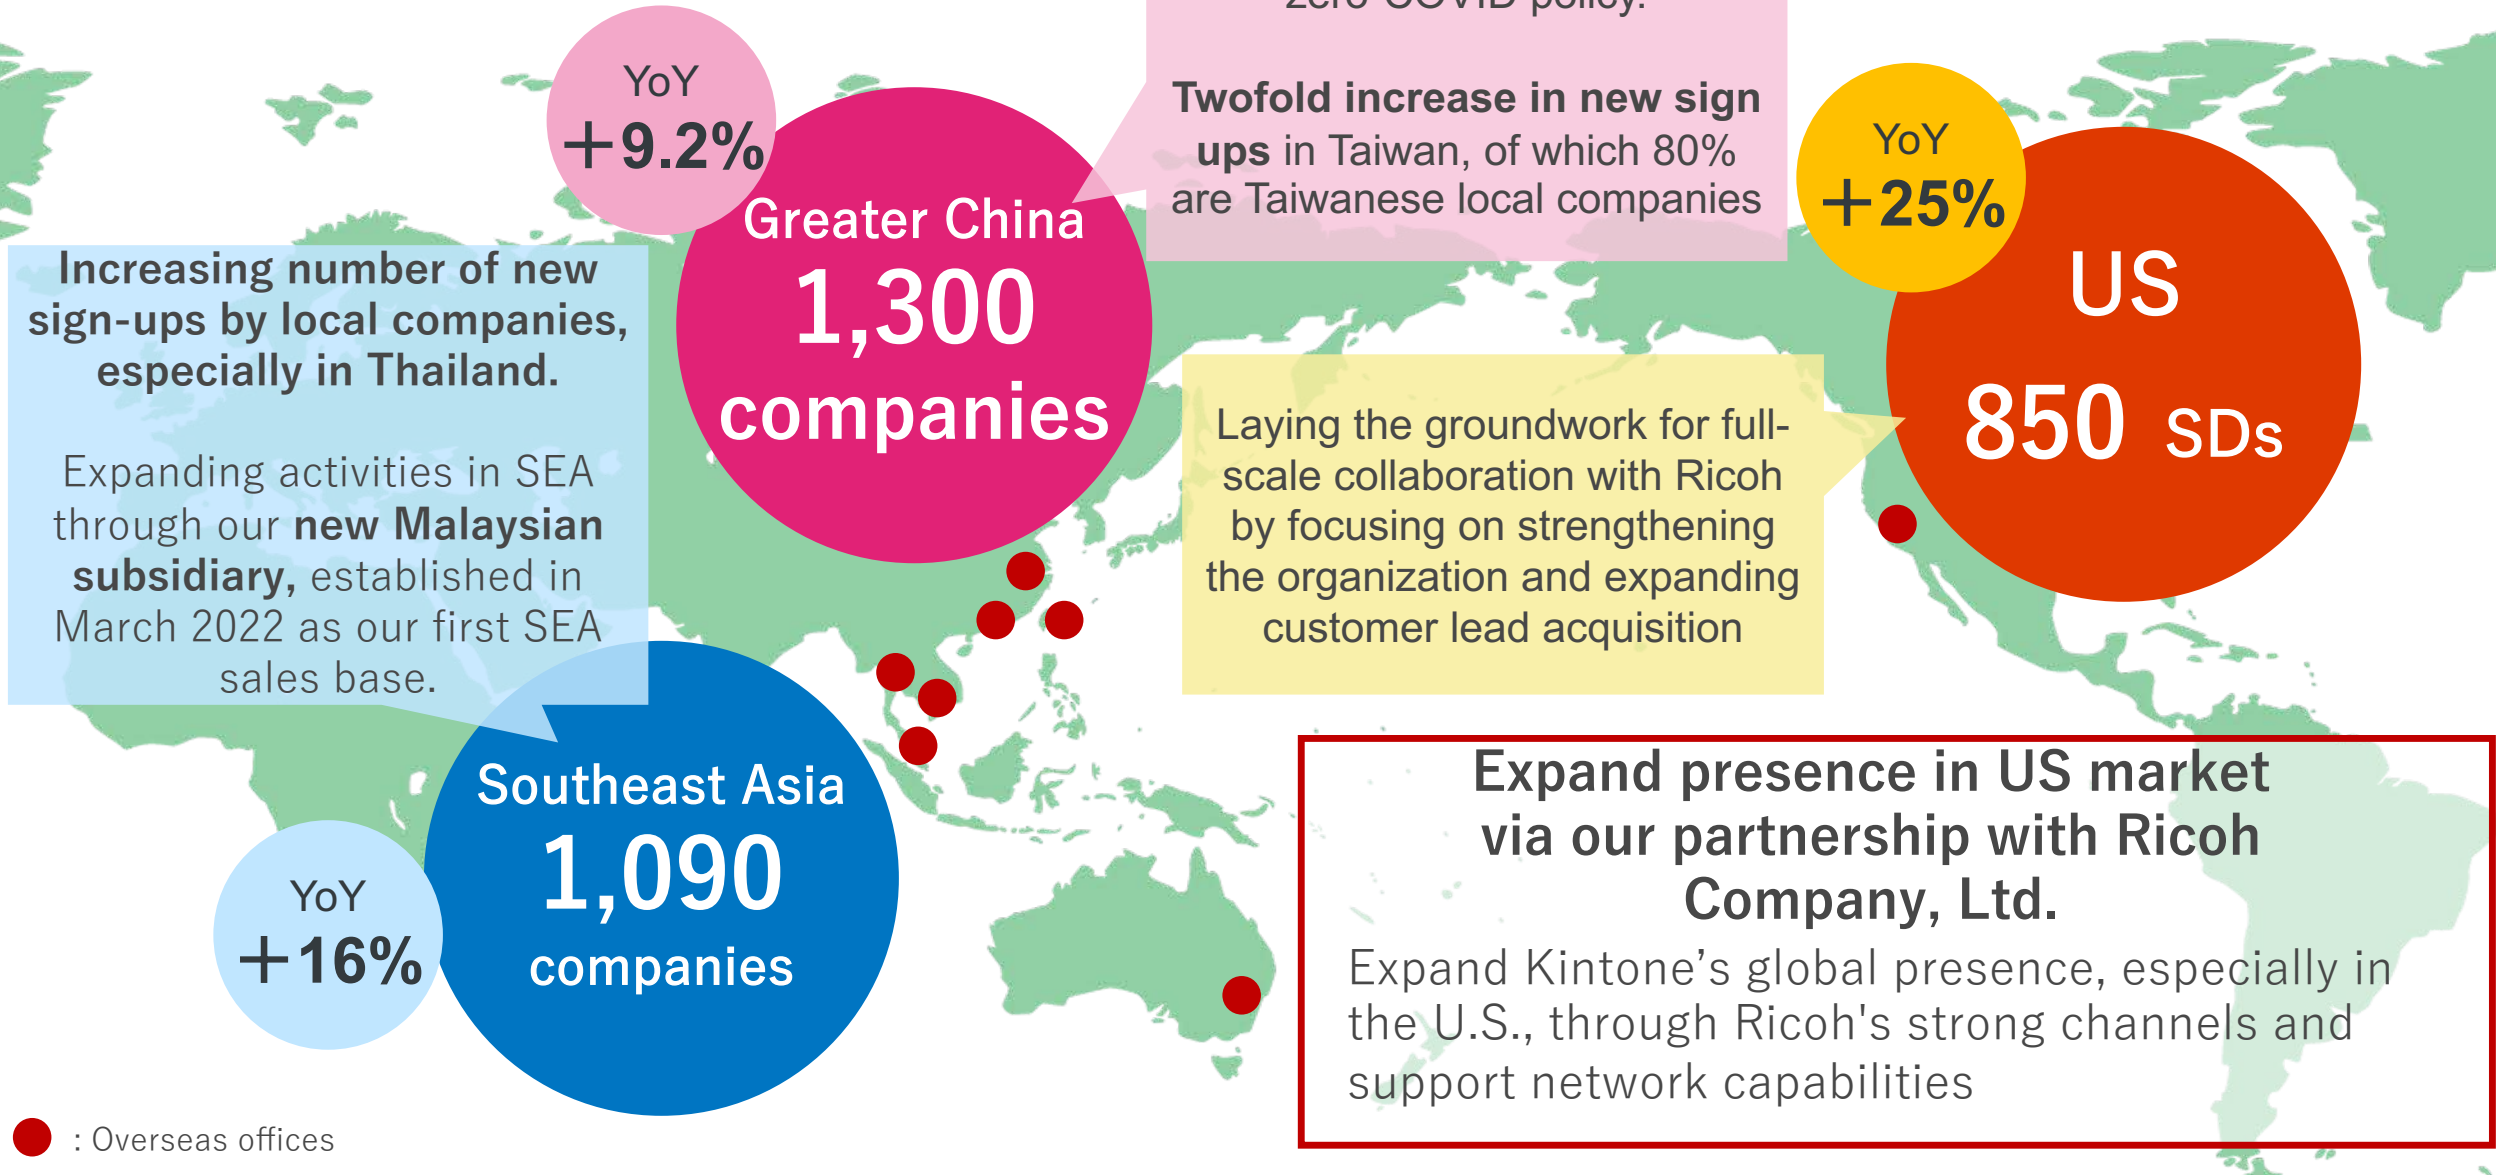 zero-COVID policy.
Twofold increase in new sign
ups in Taiwan, of which 80%
are Taiwanese local companies
YoY
+9.2%
Greater China
1,300
companies
YoY
+25%
US
850 SDs
Increasing number of new
sign-ups by local companies,
especially in Thailand.
Expanding activities in SEA
through our new Malaysian
subsidiary, established in
March 2022 as our first SEA
sales base.
Laying the groundwork for full-
scale collaboration with Ricoh
by focusing on strengthening
the organization and expanding
customer lead acquisition
Southeast Asia
1,090
companies
YoY
+16%
Expand presence in US market
via our partnership with Ricoh
Company, Ltd.
Expand Kintone’s global presence, especially in
the U.S., through Ricoh's strong channels and
support network capabilities
: Overseas offices